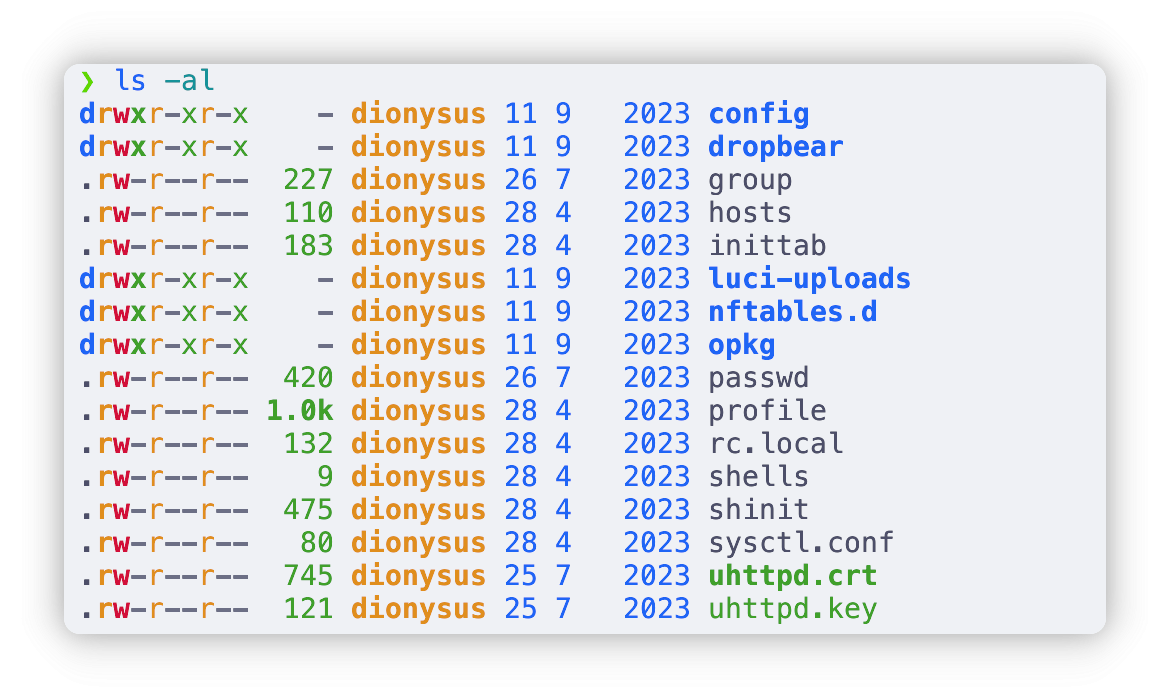 ❯ ls -al
drwxr-xr-x    - dionysus 11 9   2023 config
drwxr-xr-x    - dionysus 11 9   2023 dropbear
.rw-r--r--  227 dionysus 26 7   2023 group
.rw-r--r--  110 dionysus 28 4   2023 hosts
.rw-r--r--  183 dionysus 28 4   2023 inittab
drwxr-xr-x    - dionysus 11 9   2023 luci-uploads
drwxr-xr-x    - dionysus 11 9   2023 nftables.d
drwxr-xr-x    - dionysus 11 9   2023 opkg
.rw-r--r--  420 dionysus 26 7   2023 passwd
.rw-r--r-- 1.0k dionysus 28 4   2023 profile
.rw-r--r--  132 dionysus 28 4   2023 rc.local
.rw-r--r--    9 dionysus 28 4   2023 shells
.rw-r--r--  475 dionysus 28 4   2023 shinit
.rw-r--r--   80 dionysus 28 4   2023 sysctl.conf
.rw-r--r--  745 dionysus 25 7   2023 uhttpd.crt
.rw-r--r--  121 dionysus 25 7   2023 uhttpd.key